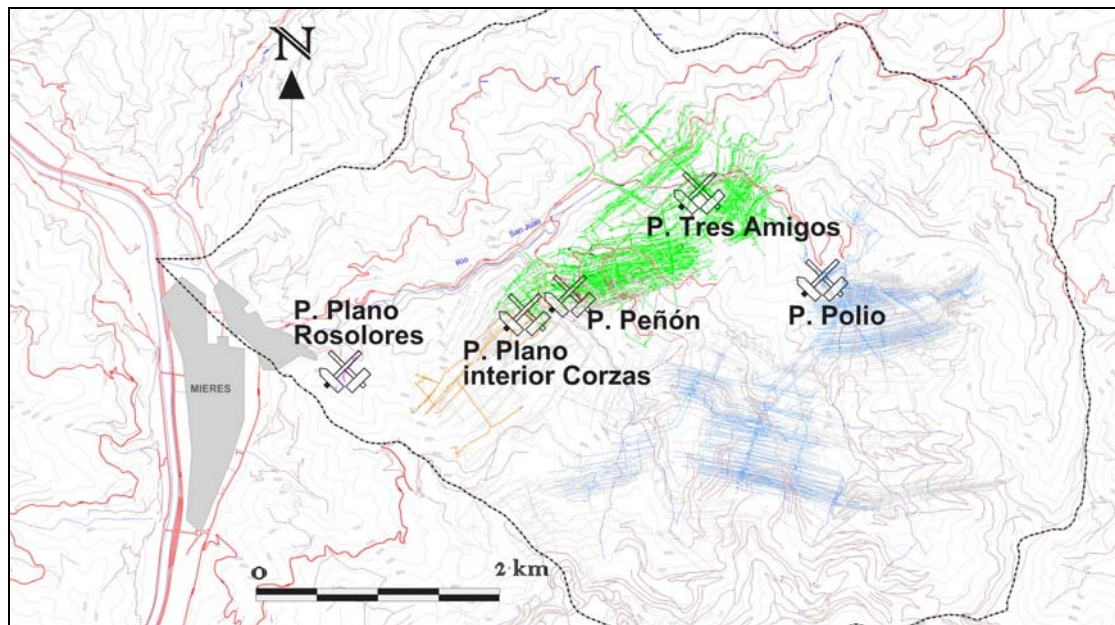 N
San Juan
Río
P. Tres Amigos
P. Plano
Rosolores
P. Peñón
P. Polio
P. Plano
interior Corzas
MIERES
0
2 km